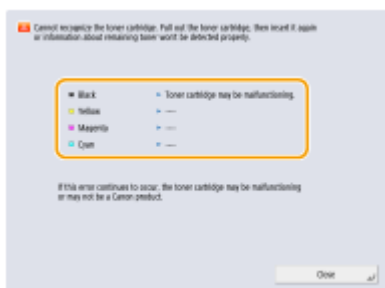 Cannot recognize the toner cartridge. Pull out the toner cartridge, then insert it again
or information about remaining toner won't be detected properly.
Black Toner cartridge may be malfunctioning.
Yellow ----
Magenta ----
Cyan ----
If this error continues to occur, the toner cartridge may be malfunctioning
or may not be a Canon product.
Close